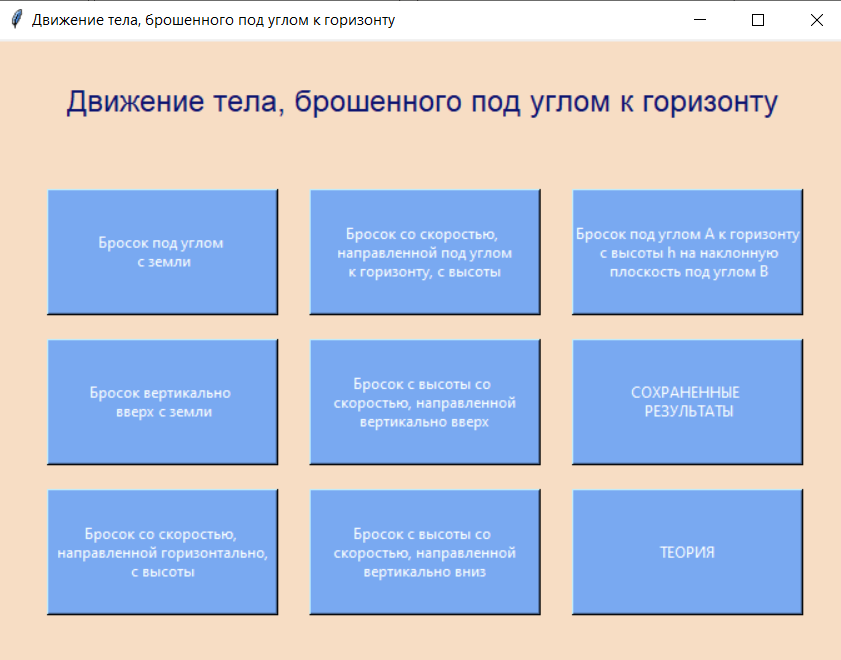 Движение тела, брошенного под углом к горизонту
Движение тела, брошенного под углом к горизонту
Бросок под углом
с земли
Бросок со скоростью,
направленной под углом
к горизонту, с высоты
Бросок под углом A к горизонту
с высоты h на наклонную
плоскость под углом B
Бросок вертикально
вверх с земли
Бросок с высоты со
скоростью, направленной
вертикально вверх
СОХРАНЕННЫЕ
РЕЗУЛЬТАТЫ
Бросок со скоростью,
направленной горизонтально,
с высоты
Бросок с высоты со
скоростью, направленной
вертикально вниз
ТЕОРИЯ